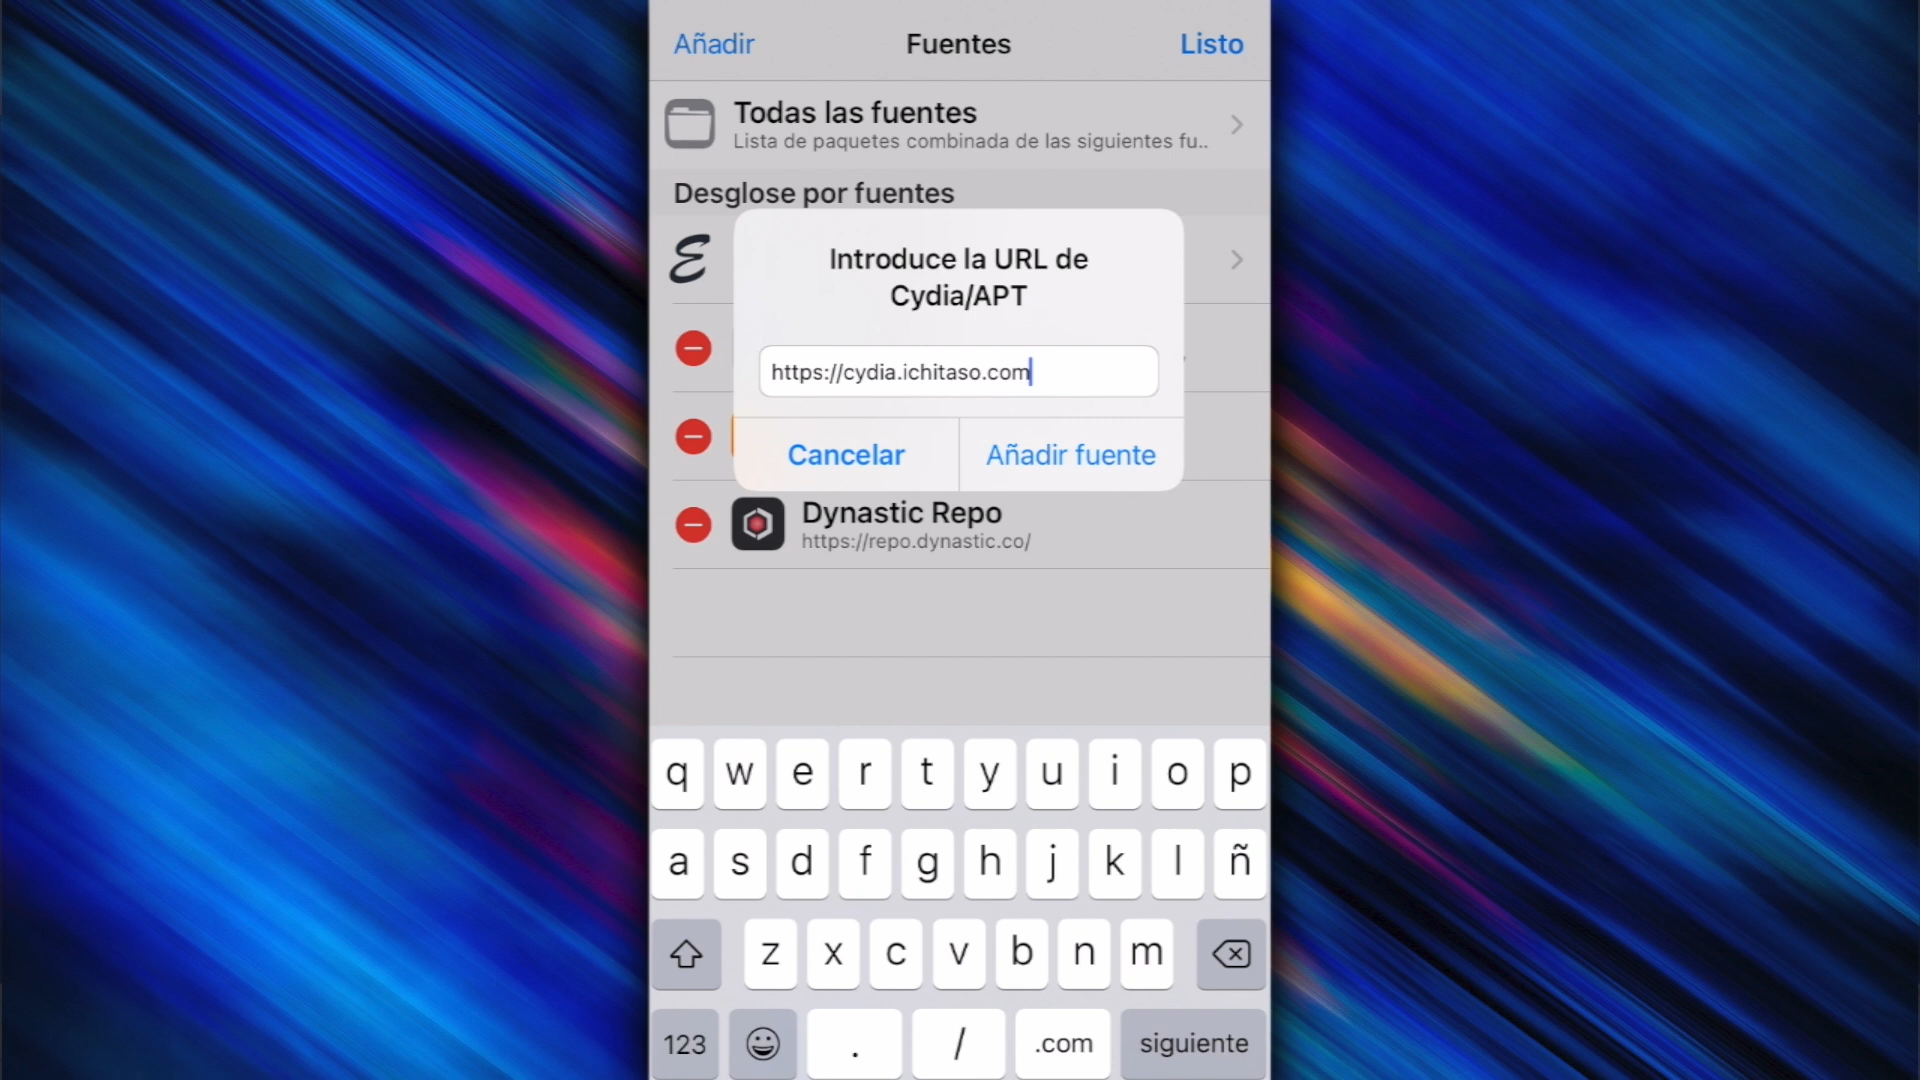 Añadir
Fuentes
Listo
Todas las fuentes
Lista de paquetes combinada de las siguientes fu..
Desglose por fuentes
Introduce la URL de
Cydia/APT
https://cydia.ichitaso.com
Cancelar
Añadir fuente
Dynastic Repo
https://repo.dynastic.co/
q w e r t y u i o p
a s d f g h j k l ñ
z x c v b n m
123 . / .com siguiente